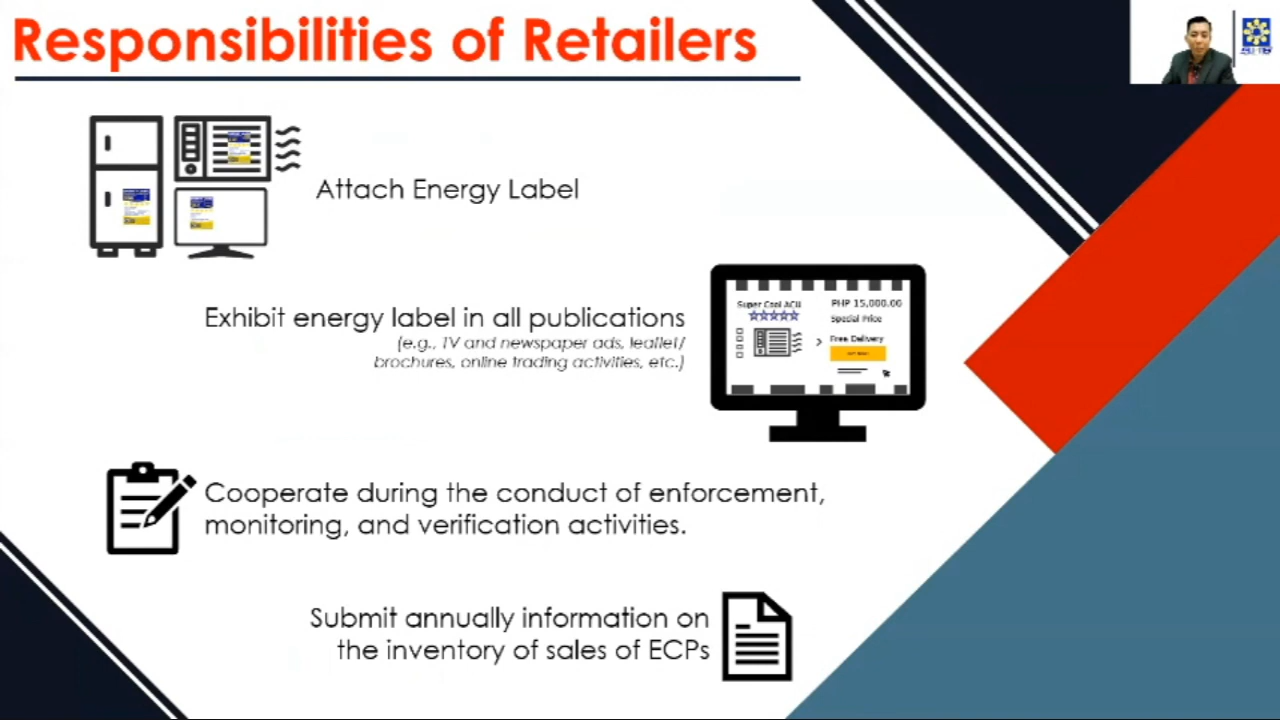 Responsibilities of Retailers
Attach Energy Label
Exhibit energy label in all publications
(e.g., TV and newspaper ads, leaflet/
brochures, online trading activities, etc.)
Super Cool ACU
PHP 15,000.00
Special Price
Free Delivery
Cooperate during the conduct of enforcement,
monitoring, and verification activities.
Submit annually information on
the inventory of sales of ECPs